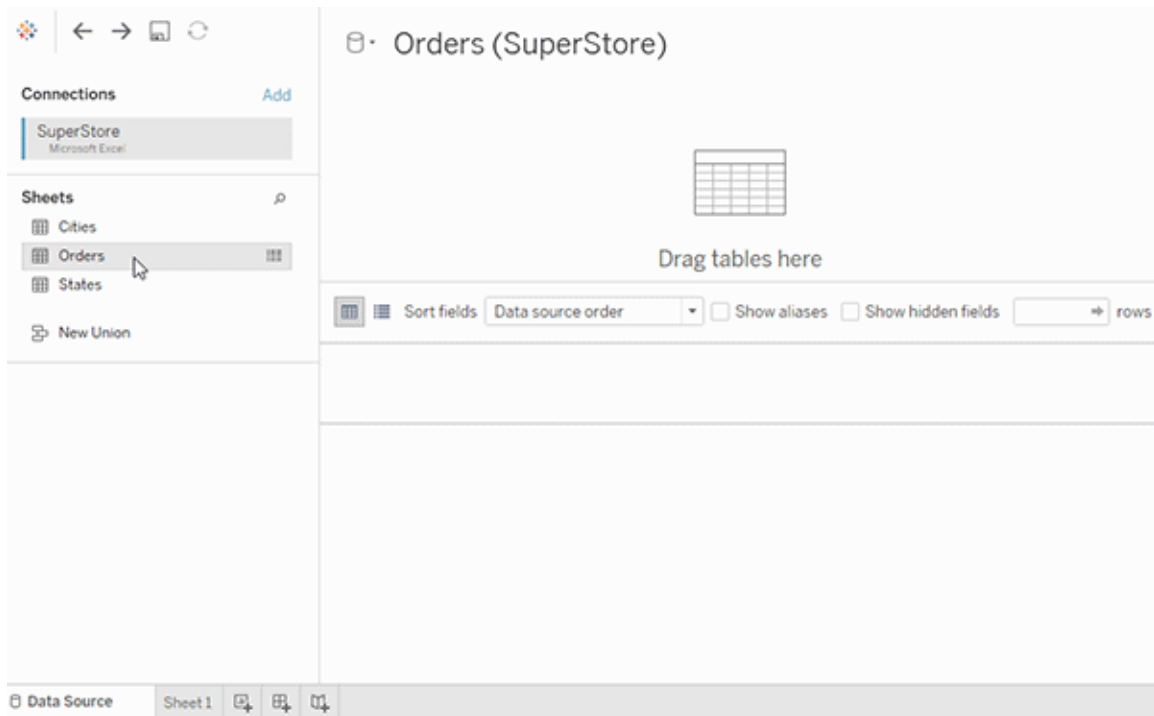 Orders (SuperStore)
Connections
Add
SuperStore
Microsoft Excel
Sheets
Cities
Orders
States
New Union
Drag tables here
Sort fields Data source order Show aliases Show hidden fields rows
Data Source Sheet 1